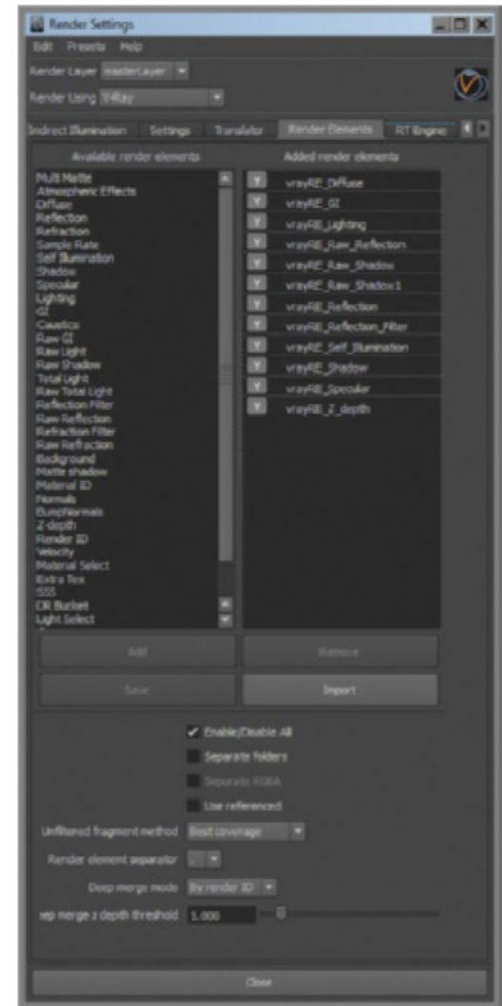 Render Settings
Edit Presets Help
Render Layer masterLayer
Render Using V-Ray
Indirect Illumination Settings Translator Render Elements RT Engine
Available render elements
Multi Matte
Atmospheric Effects
Diffuse
Reflection
Refraction
Sample Rate
Self Illumination
Shadow
Specular
Lighting
GI
Caustics
Raw GI
Raw Light
Raw Shadow
Total Light
Raw Total Light
Reflection Filter
Raw Reflection
Refraction Filter
Raw Refraction
Background
Matte shadow
Material ID
Normals
BumpNormals
Z-depth
Render ID
Velocity
Material Select
Extra Tex
SSS
DR Bucket
Light Select
Added render elements
Y vrayRE_Diffuse
Y vrayRE_GI
Y vrayRE_Lighting
Y vrayRE_Raw_Reflection
Y vrayRE_Raw_Shadow
Y vrayRE_Raw_Shadow1
Y vrayRE_Reflection
Y vrayRE_Reflection_Filter
Y vrayRE_Self_Illumination
Y vrayRE_Shadow
Y vrayRE_Specular
Y vrayRE_Z_depth
Add Remove
Save Import
Enable/Disable All
Separate folders
Separate RGBA
Use referenced
Unfiltered fragment method Best coverage
Render element separator .
Deep merge mode By render ID
eep merge z depth threshold 1.000
Close